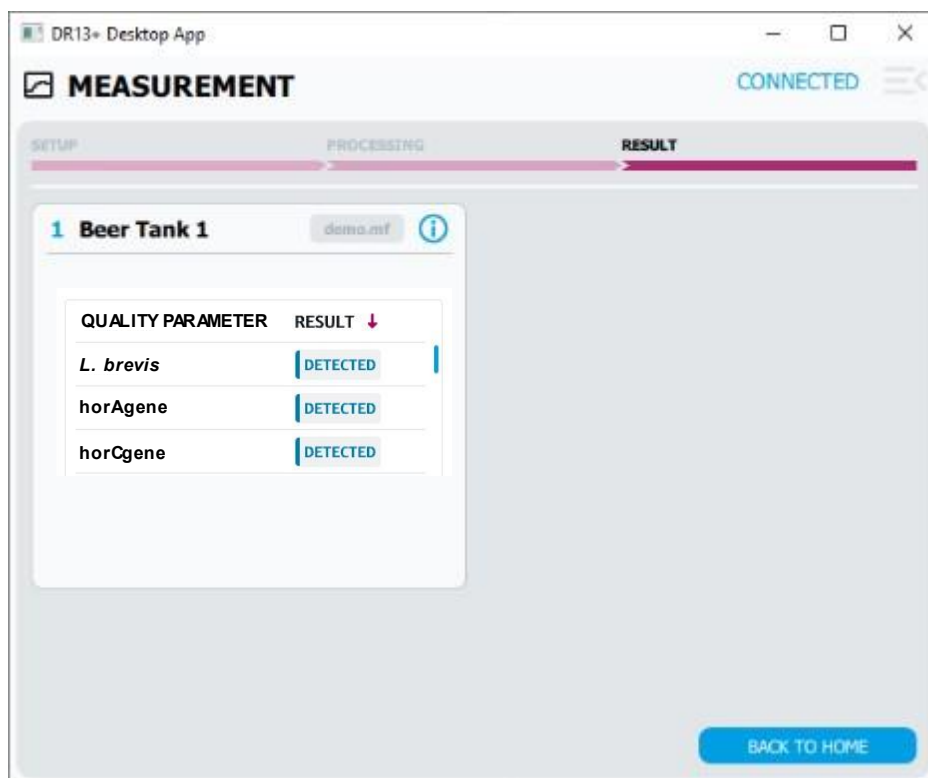 DR13+ Desktop App
MEASUREMENT
CONNECTED
SETUP PROCESSING RESULT
1 Beer Tank 1 demo.mf
QUALITY PARAMETER RESULT ↓
L. brevis DETECTED
horAgene DETECTED
horCgene DETECTED
BACK TO HOME